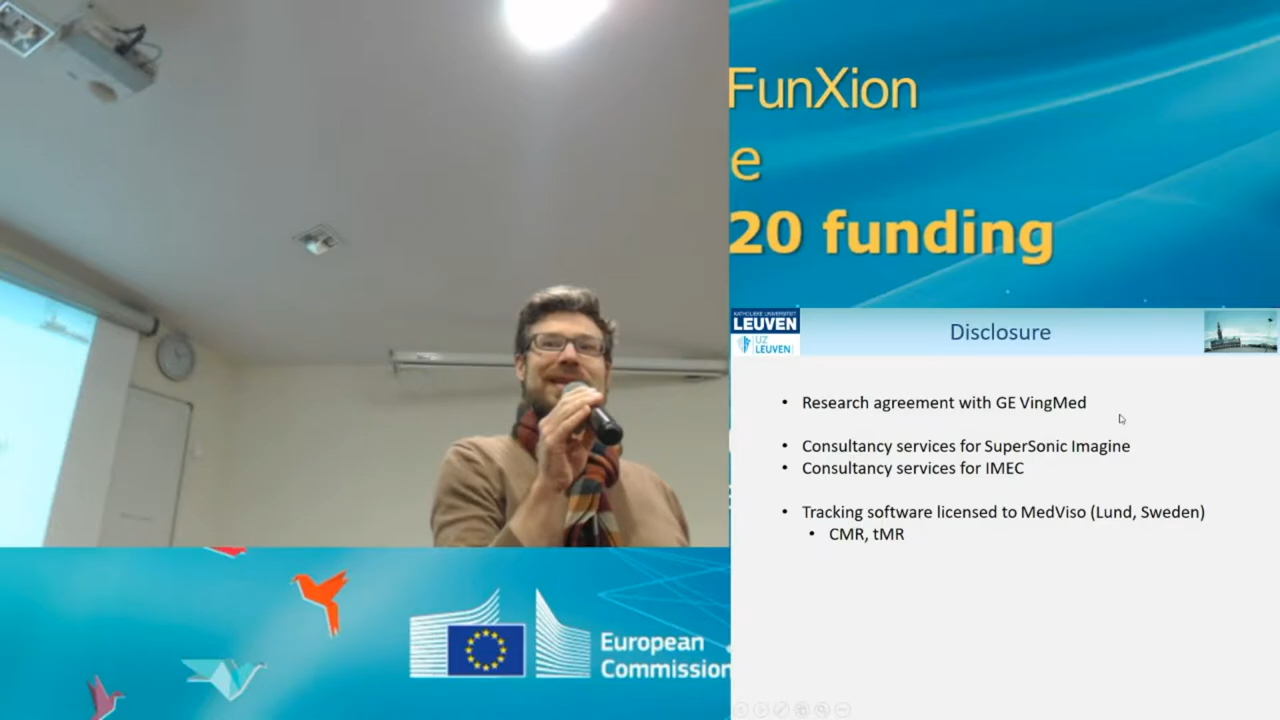 FunXion
e
20 funding
KATHOLIEKE UNIVERSITEIT
LEUVEN
UZ
LEUVEN
Disclosure
• Research agreement with GE VingMed
• Consultancy services for SuperSonic Imagine
• Consultancy services for IMEC
• Tracking software licensed to MedViso (Lund, Sweden)
• CMR, tMR
European
Commission